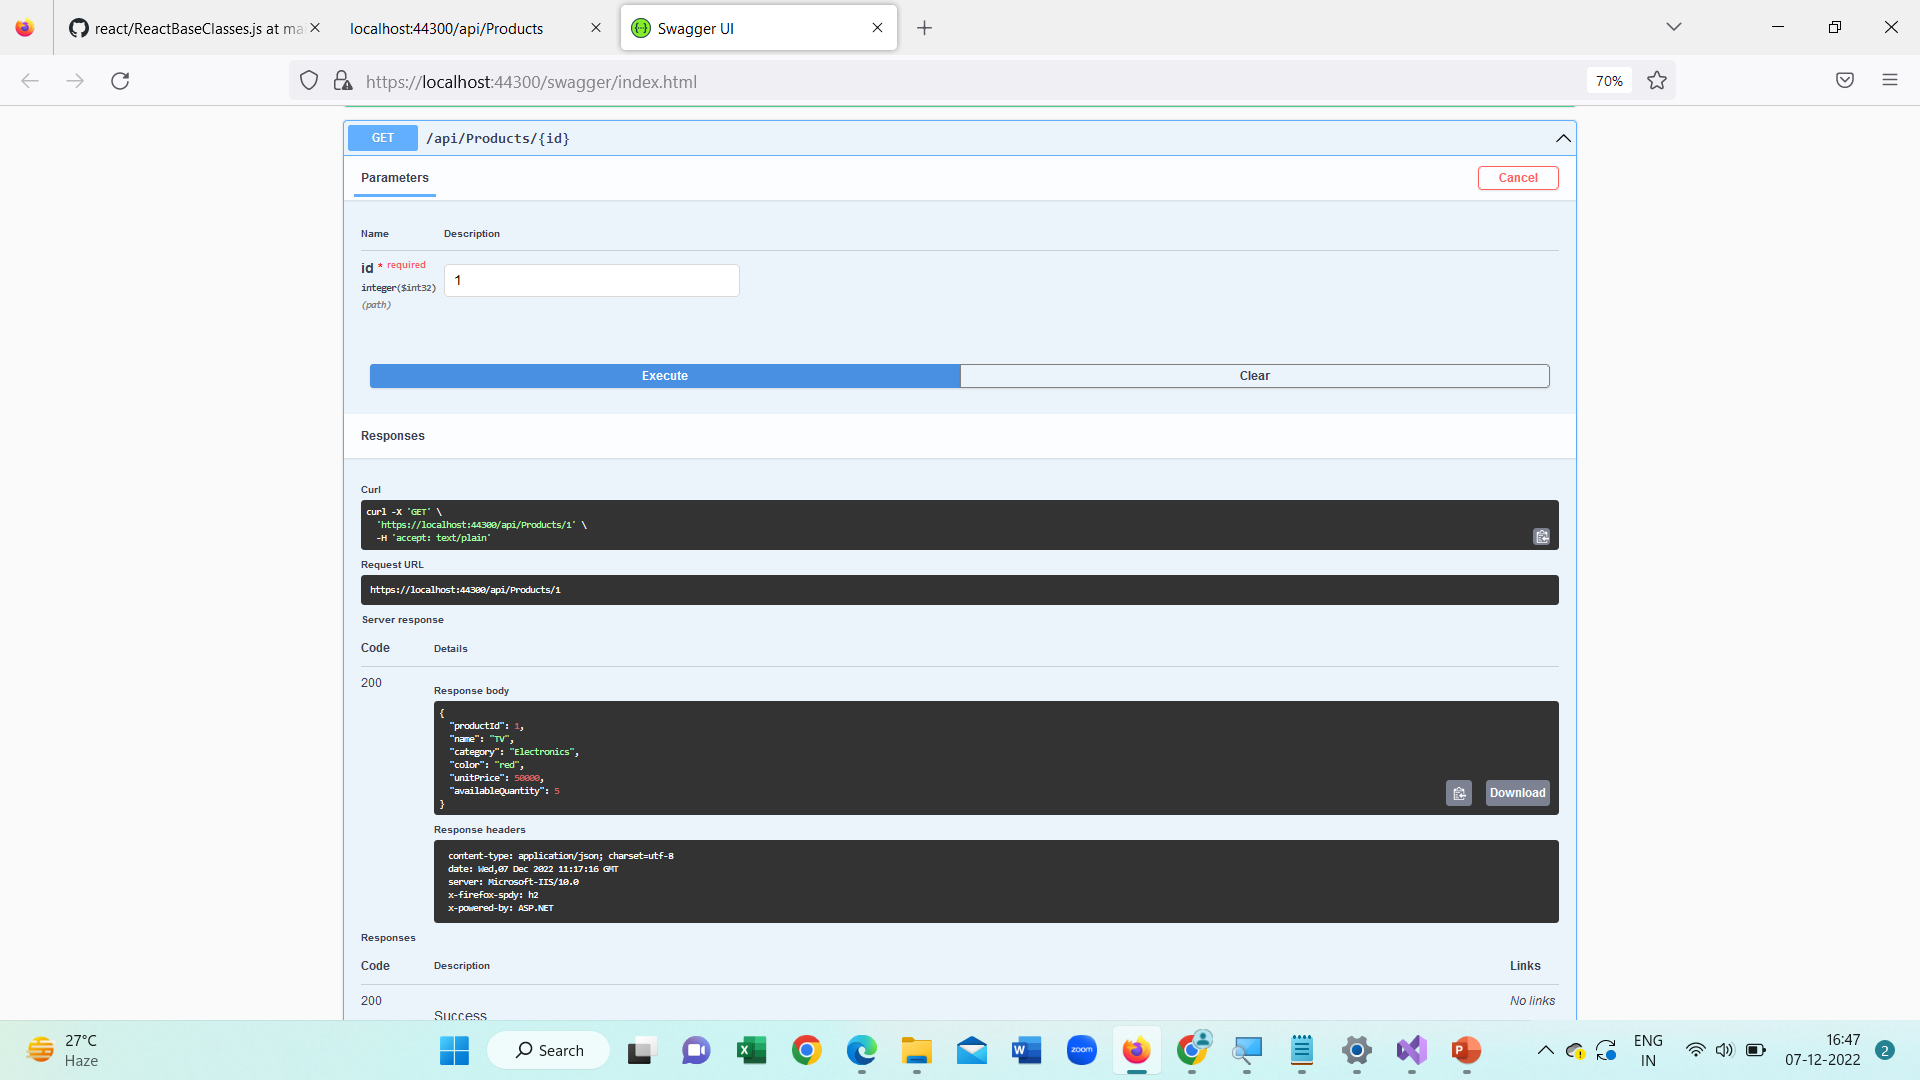 react/ReactBaseClasses.js at ma
localhost:44300/api/Products
Swagger UI
https://localhost:44300/swagger/index.html
70%
GET
/api/Products/{id}
Parameters
Cancel
Name
Description
id * required
integer($int32)
(path)
1
Execute
Clear
Responses
Curl
curl -X 'GET' \
'https://localhost:44300/api/Products/1' \
-H 'accept: text/plain'
Request URL
https://localhost:44300/api/Products/1
Server response
Code
Details
200
Response body
{
"productId": 1,
"name": "TV",
"category": "Electronics",
"color": "red",
"unitPrice": 50000,
"availableQuantity": 5
}
Download
Response headers
content-type: application/json; charset=utf-8
date: Wed,07 Dec 2022 11:17:16 GMT
server: Microsoft-IIS/10.0
x-firefox-spdy: h2
x-powered-by: ASP.NET
Responses
Code
Description
Links
200
No links
Success
27°C
Haze
Search
zoom
ENG
IN
16:47
07-12-2022
2